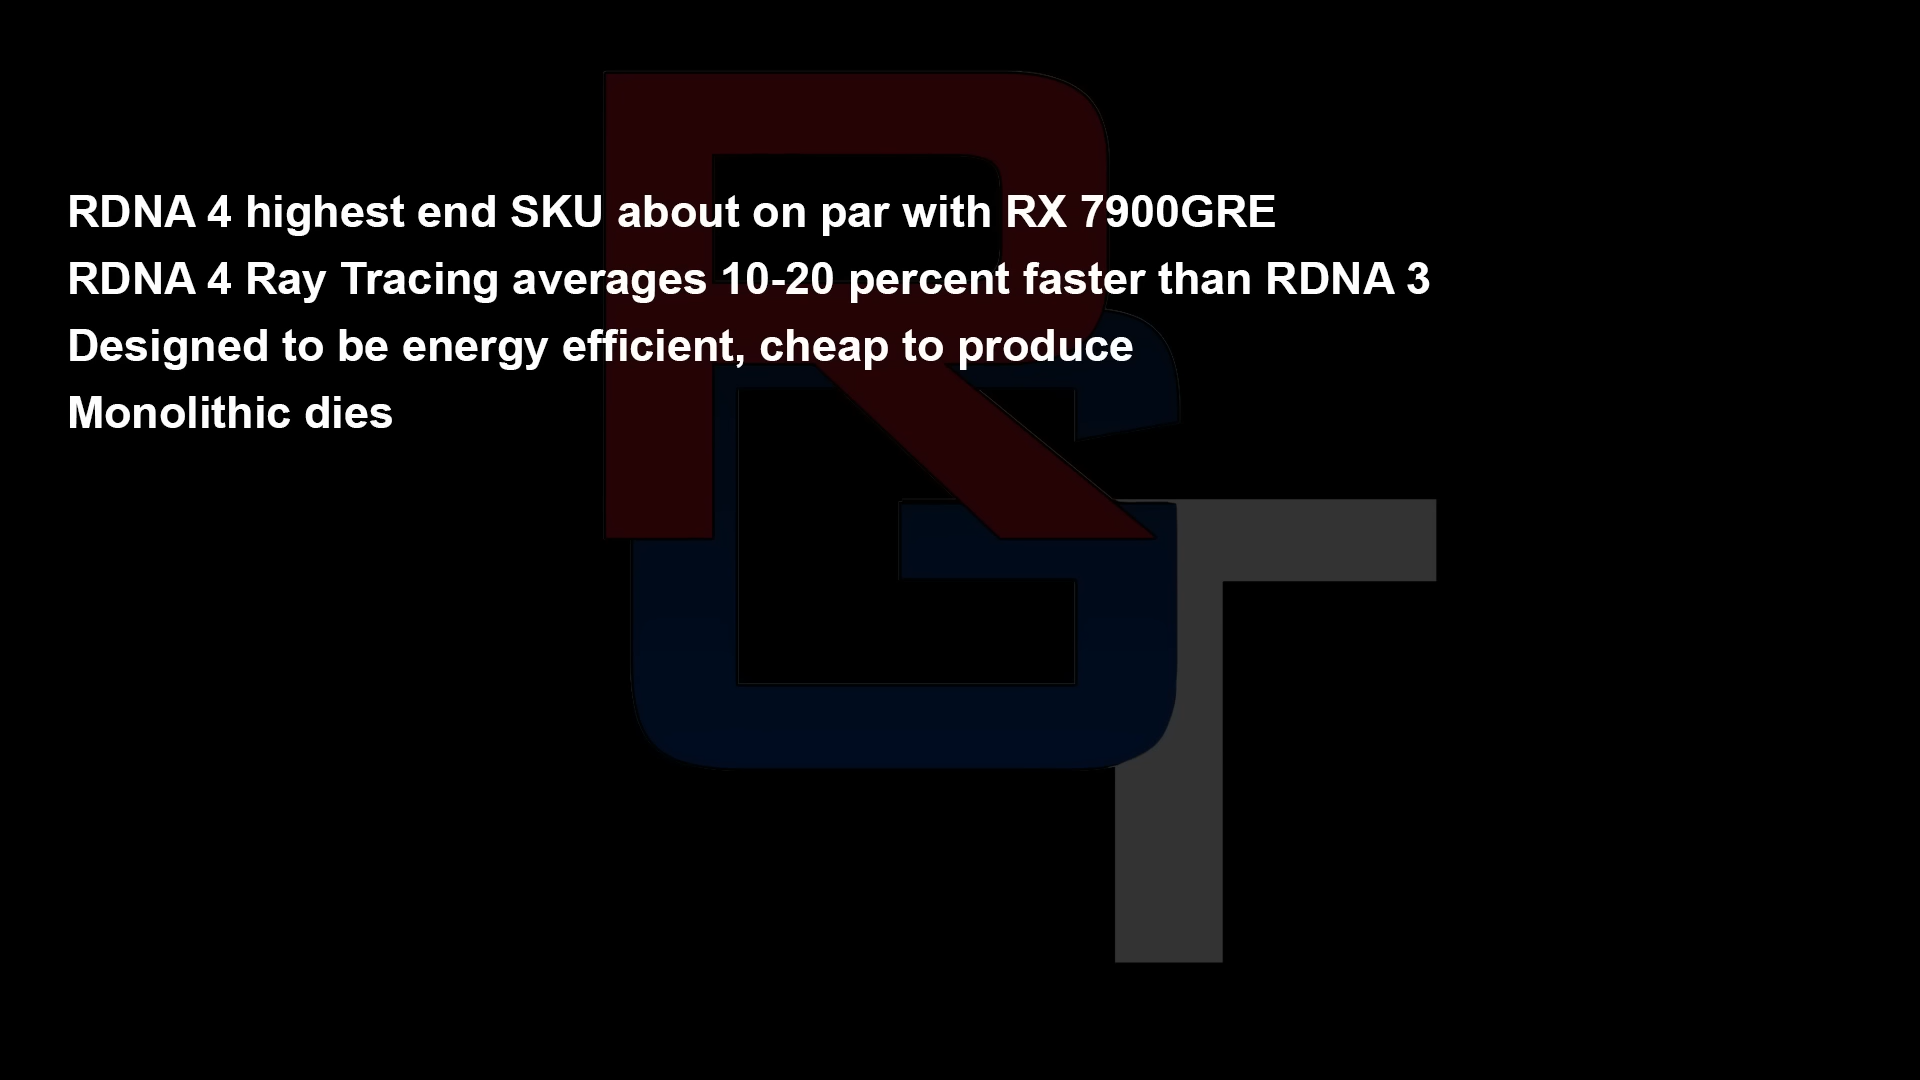 RDNA 4 highest end SKU about on par with RX 7900GRE
RDNA 4 Ray Tracing averages 10-20 percent faster than RDNA 3
Designed to be energy efficient, cheap to produce
Monolithic dies
RGT